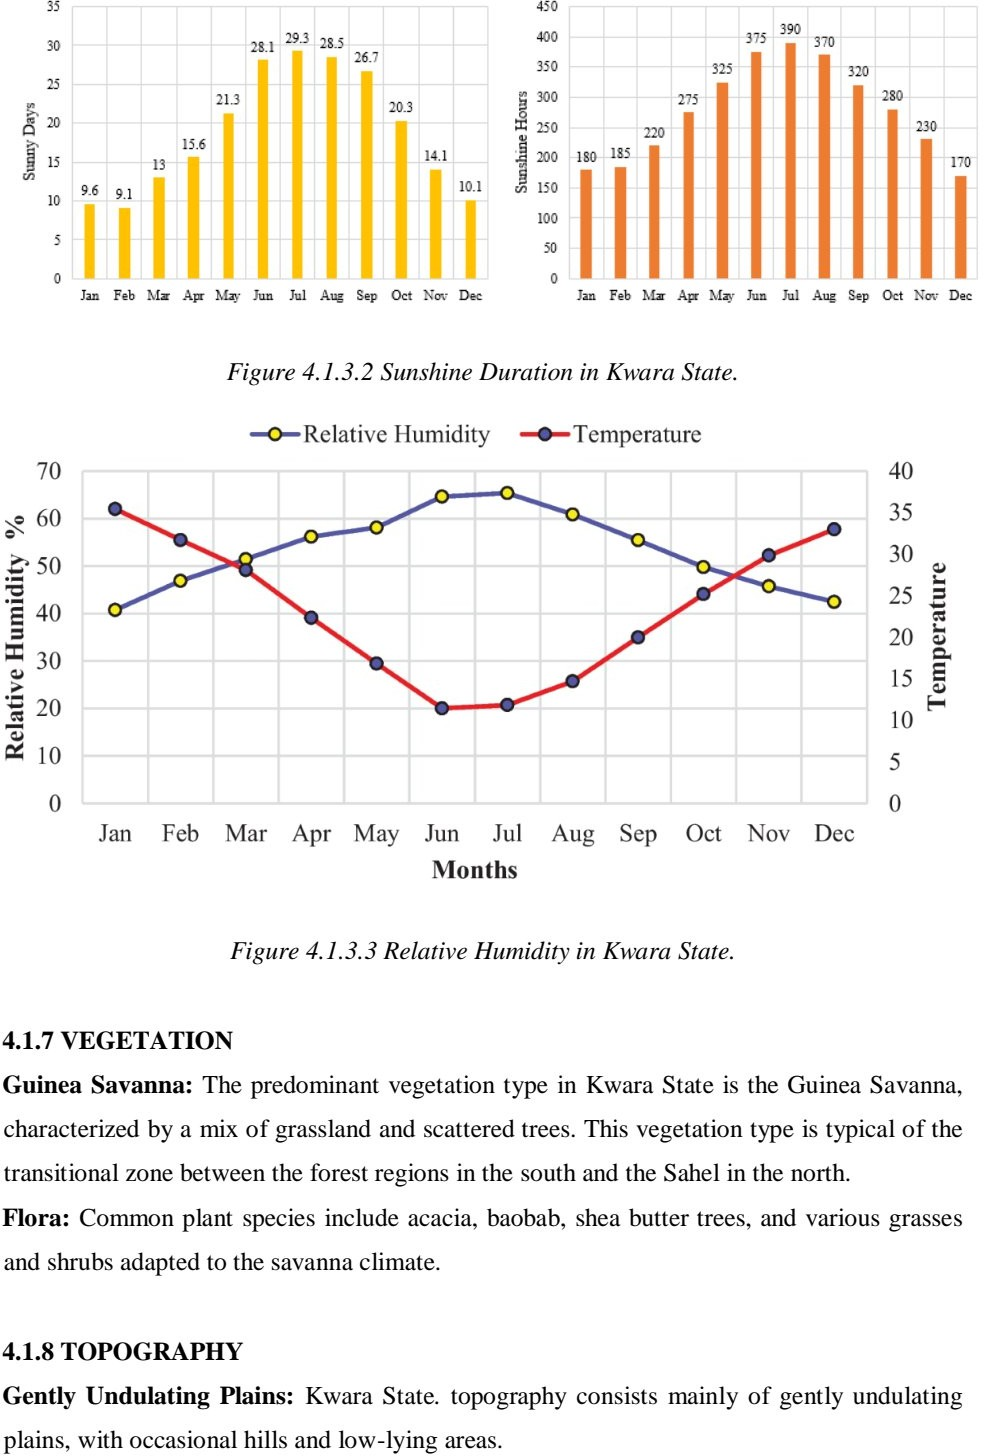 35
30
25
20
15
10
5
0
Sunny Days
9.6
9.1
13
15.6
21.3
28.1
29.3
28.5
26.7
20.3
14.1
10.1
Jan Feb Mar Apr May Jun Jul Aug Sep Oct Nov Dec
450
400
350
300
250
200
150
100
50
0
Sunshine Hours
180
185
220
275
325
375
390
370
320
280
230
170
Jan Feb Mar Apr May Jun Jul Aug Sep Oct Nov Dec
Figure 4.1.3.2 Sunshine Duration in Kwara State.
Relative Humidity Temperature
70
60
50
40
30
20
10
0
Relative Humidity %
40
35
30
25
20
15
10
5
0
Temperature
Jan Feb Mar Apr May Jun Jul Aug Sep Oct Nov Dec
Months
Figure 4.1.3.3 Relative Humidity in Kwara State.
4.1.7 VEGETATION
Guinea Savanna: The predominant vegetation type in Kwara State is the Guinea Savanna,
characterized by a mix of grassland and scattered trees. This vegetation type is typical of the
transitional zone between the forest regions in the south and the Sahel in the north.
Flora: Common plant species include acacia, baobab, shea butter trees, and various grasses
and shrubs adapted to the savanna climate.
4.1.8 TOPOGRAPHY
Gently Undulating Plains: Kwara State. topography consists mainly of gently undulating
plains, with occasional hills and low-lying areas.